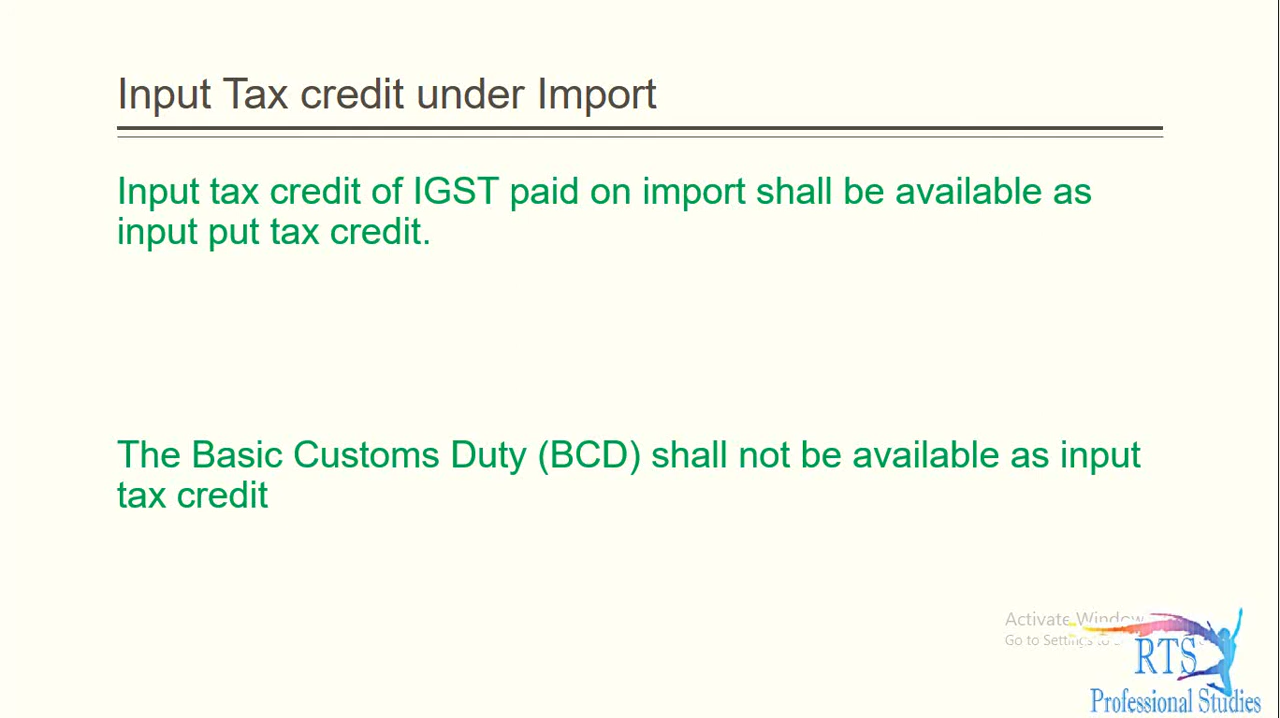 Input Tax credit under Import
Input tax credit of IGST paid on import shall be available as
input put tax credit.
The Basic Customs Duty (BCD) shall not be available as input
tax credit
Activate Window
Go to Settings to
RTS
Professional Studies